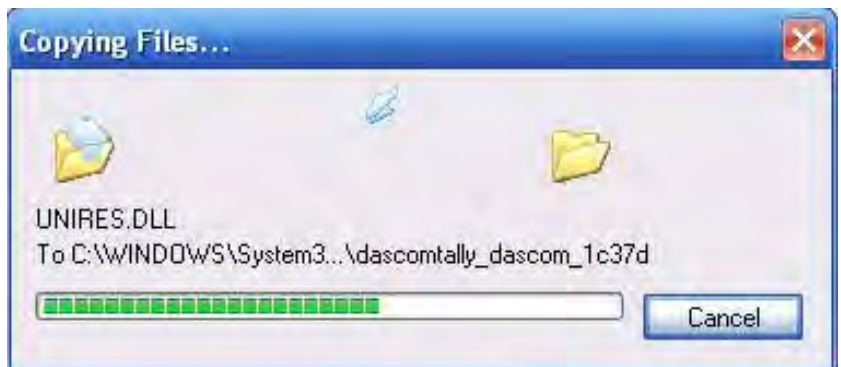 Copying Files...
UNIRES.DLL
To C:\WINDOWS\System3...\dascomtally_dascom_1c37d
Cancel